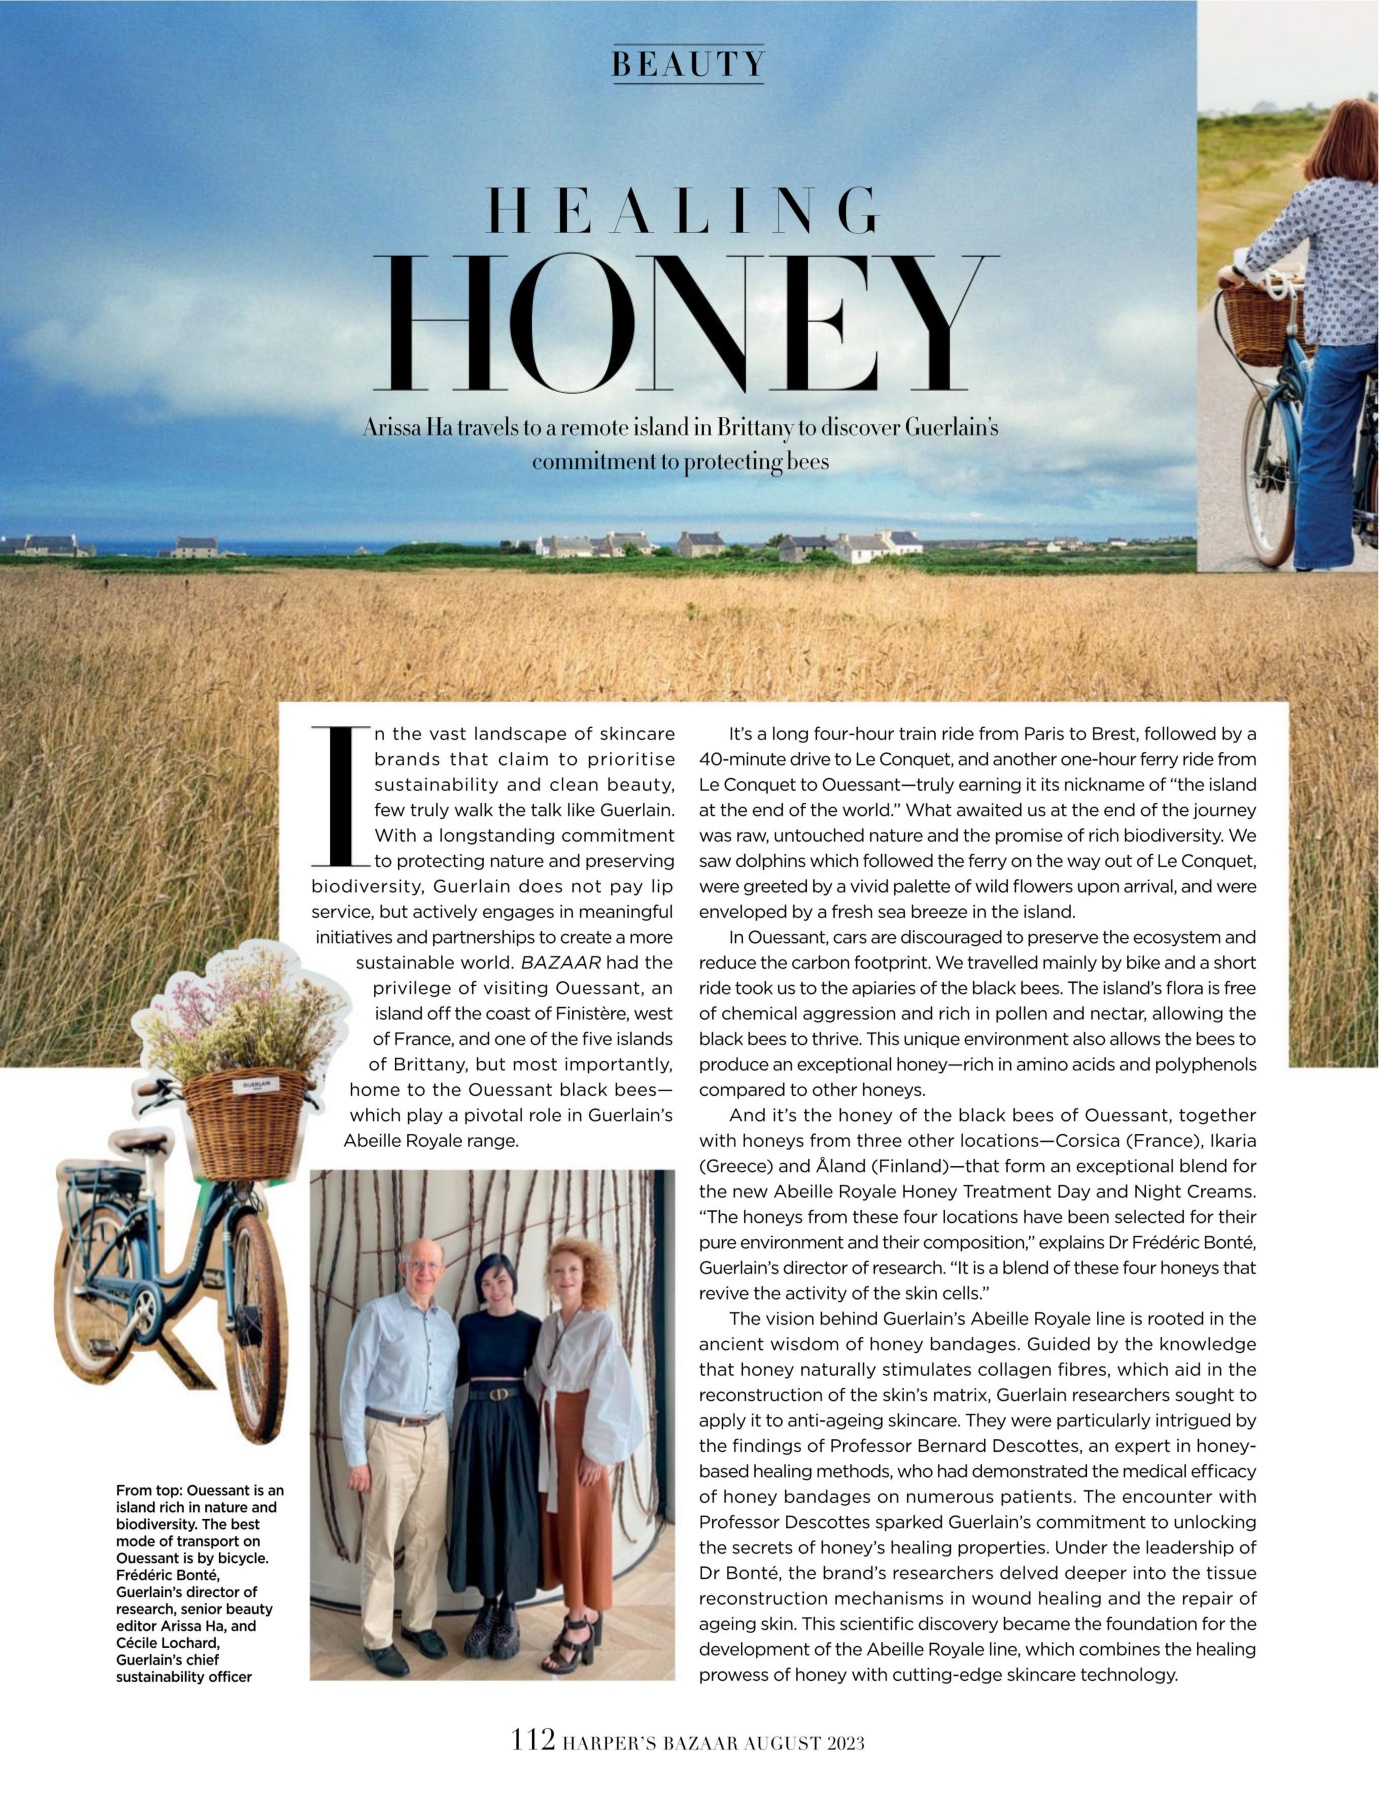 BEAUTY
HEALING
HONEY
Arissa Ha travels to a remote island in Brittany to discover Guerlain's
commitment to protecting bees
In the vast landscape of skincare
brands that claim to prioritise
sustainability and clean beauty,
few truly walk the talk like Guerlain.
With a longstanding commitment
to protecting nature and preserving
biodiversity, Guerlain does not pay lip
service, but actively engages in meaningful
initiatives and partnerships to create a more
sustainable world. BAZAAR had the
privilege of visiting Ouessant, an
island off the coast of Finistère, west
of France, and one of the five islands
of Brittany, but most importantly,
home to the Ouessant black bees—
which play a pivotal role in Guerlain's
Abeille Royale range.
It's a long four-hour train ride from Paris to Brest, followed by a
40-minute drive to Le Conquet, and another one-hour ferry ride from
Le Conquet to Ouessant—truly earning it its nickname of “the island
at the end of the world.” What awaited us at the end of the journey
was raw, untouched nature and the promise of rich biodiversity. We
saw dolphins which followed the ferry on the way out of Le Conquet,
were greeted by a vivid palette of wild flowers upon arrival, and were
enveloped by a fresh sea breeze in the island.
In Ouessant, cars are discouraged to preserve the ecosystem and
reduce the carbon footprint. We travelled mainly by bike and a short
ride took us to the apiaries of the black bees. The island's flora is free
of chemical aggression and rich in pollen and nectar, allowing the
black bees to thrive. This unique environment also allows the bees to
produce an exceptional honey—rich in amino acids and polyphenols
compared to other honeys.
And it's the honey of the black bees of Ouessant, together
with honeys from three other locations—Corsica (France), Ikaria
(Greece) and Åland (Finland)—that form an exceptional blend for
the new Abeille Royale Honey Treatment Day and Night Creams.
“The honeys from these four locations have been selected for their
pure environment and their composition,” explains Dr Frédéric Bonté,
Guerlain's director of research. “It is a blend of these four honeys that
revive the activity of the skin cells.”
The vision behind Guerlain's Abeille Royale line is rooted in the
ancient wisdom of honey bandages. Guided by the knowledge
that honey naturally stimulates collagen fibres, which aid in the
reconstruction of the skin's matrix, Guerlain researchers sought to
apply it to anti-ageing skincare. They were particularly intrigued by
the findings of Professor Bernard Descottes, an expert in honey-
based healing methods, who had demonstrated the medical efficacy
of honey bandages on numerous patients. The encounter with
Professor Descottes sparked Guerlain's commitment to unlocking
the secrets of honey's healing properties. Under the leadership of
Dr Bonté, the brand's researchers delved deeper into the tissue
reconstruction mechanisms in wound healing and the repair of
ageing skin. This scientific discovery became the foundation for the
development of the Abeille Royale line, which combines the healing
prowess of honey with cutting-edge skincare technology.
GUERLAIN
From top: Ouessant is an
island rich in nature and
biodiversity. The best
mode of transport on
Ouessant is by bicycle.
Frédéric Bonté,
Guerlain's director of
research, senior beauty
editor Arissa Ha, and
Cécile Lochard,
Guerlain's chief
sustainability officer
112 HARPER'S BAZAAR AUGUST 2023